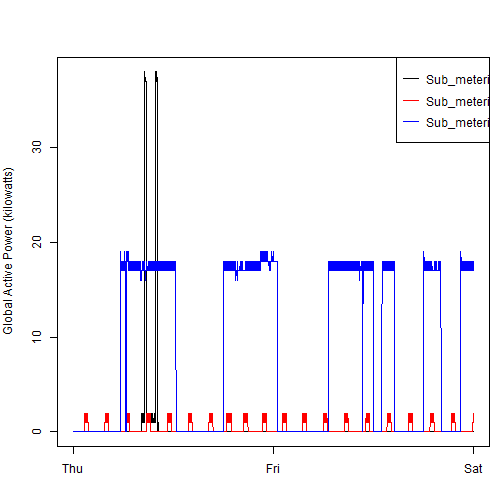 Global Active Power (kilowatts)
30
20
10
0
Thu
Fri
Sat
Sub_meteri
Sub_meteri
Sub_meteri